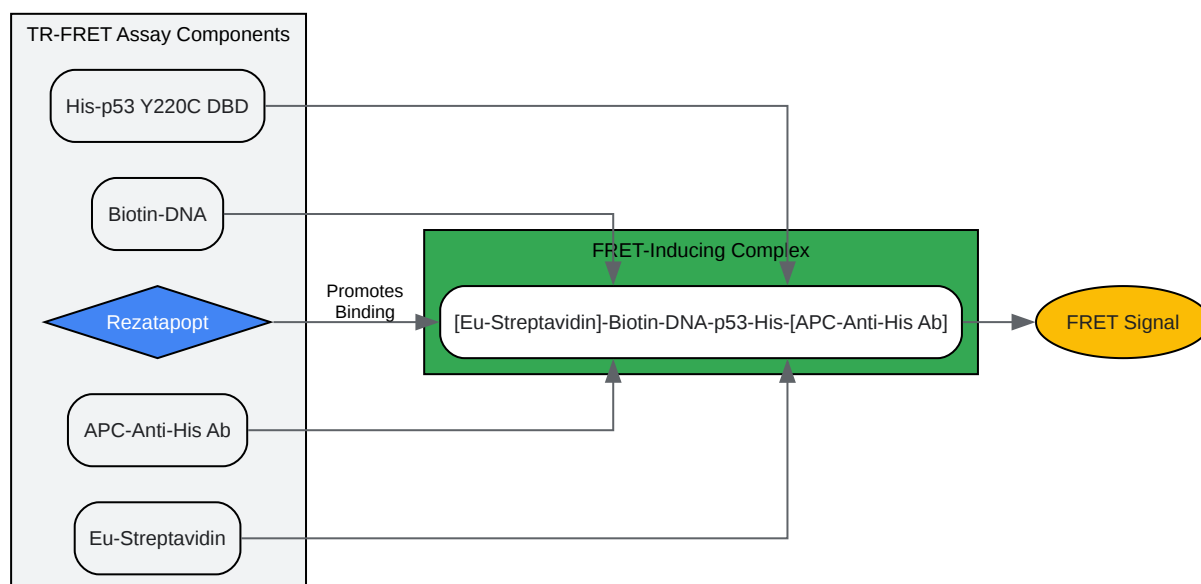 TR-FRET Assay Components
His-p53 Y220C DBD
Biotin-DNA
Rezatapopt
APC-Anti-His Ab
Eu-Streptavidin
Promotes
Binding
FRET-Inducing Complex
[Eu-Streptavidin]-Biotin-DNA-p53-His-[APC-Anti-His Ab]
FRET Signal